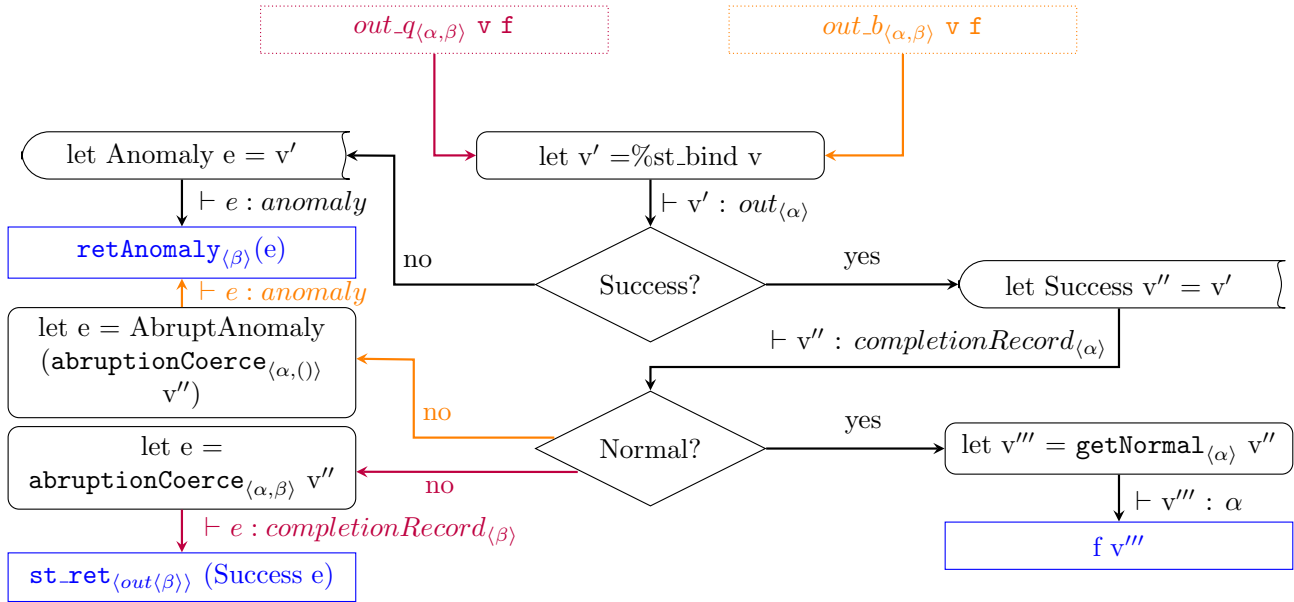 out_q⟨α,β⟩ v f
out_b⟨α,β⟩ v f
let Anomaly e = v′
let v′ =%st_bind v
⊢ e : anomaly
⊢ v′ : out⟨α⟩
retAnomaly⟨β⟩(e)
no
yes
Success?
let Success v′′ = v′
⊢ e : anomaly
let e = AbruptAnomaly
(abruptionCoerce⟨α,()⟩
v′′)
⊢ v′′ : completionRecord⟨α⟩
no
yes
Normal?
let v′′′ = getNormal⟨α⟩ v′′
let e =
abruptionCoerce⟨α,β⟩ v′′
no
⊢ e : completionRecord⟨β⟩
⊢ v′′′ : α
st_ret⟨out⟨β⟩⟩ (Success e)
f v′′′